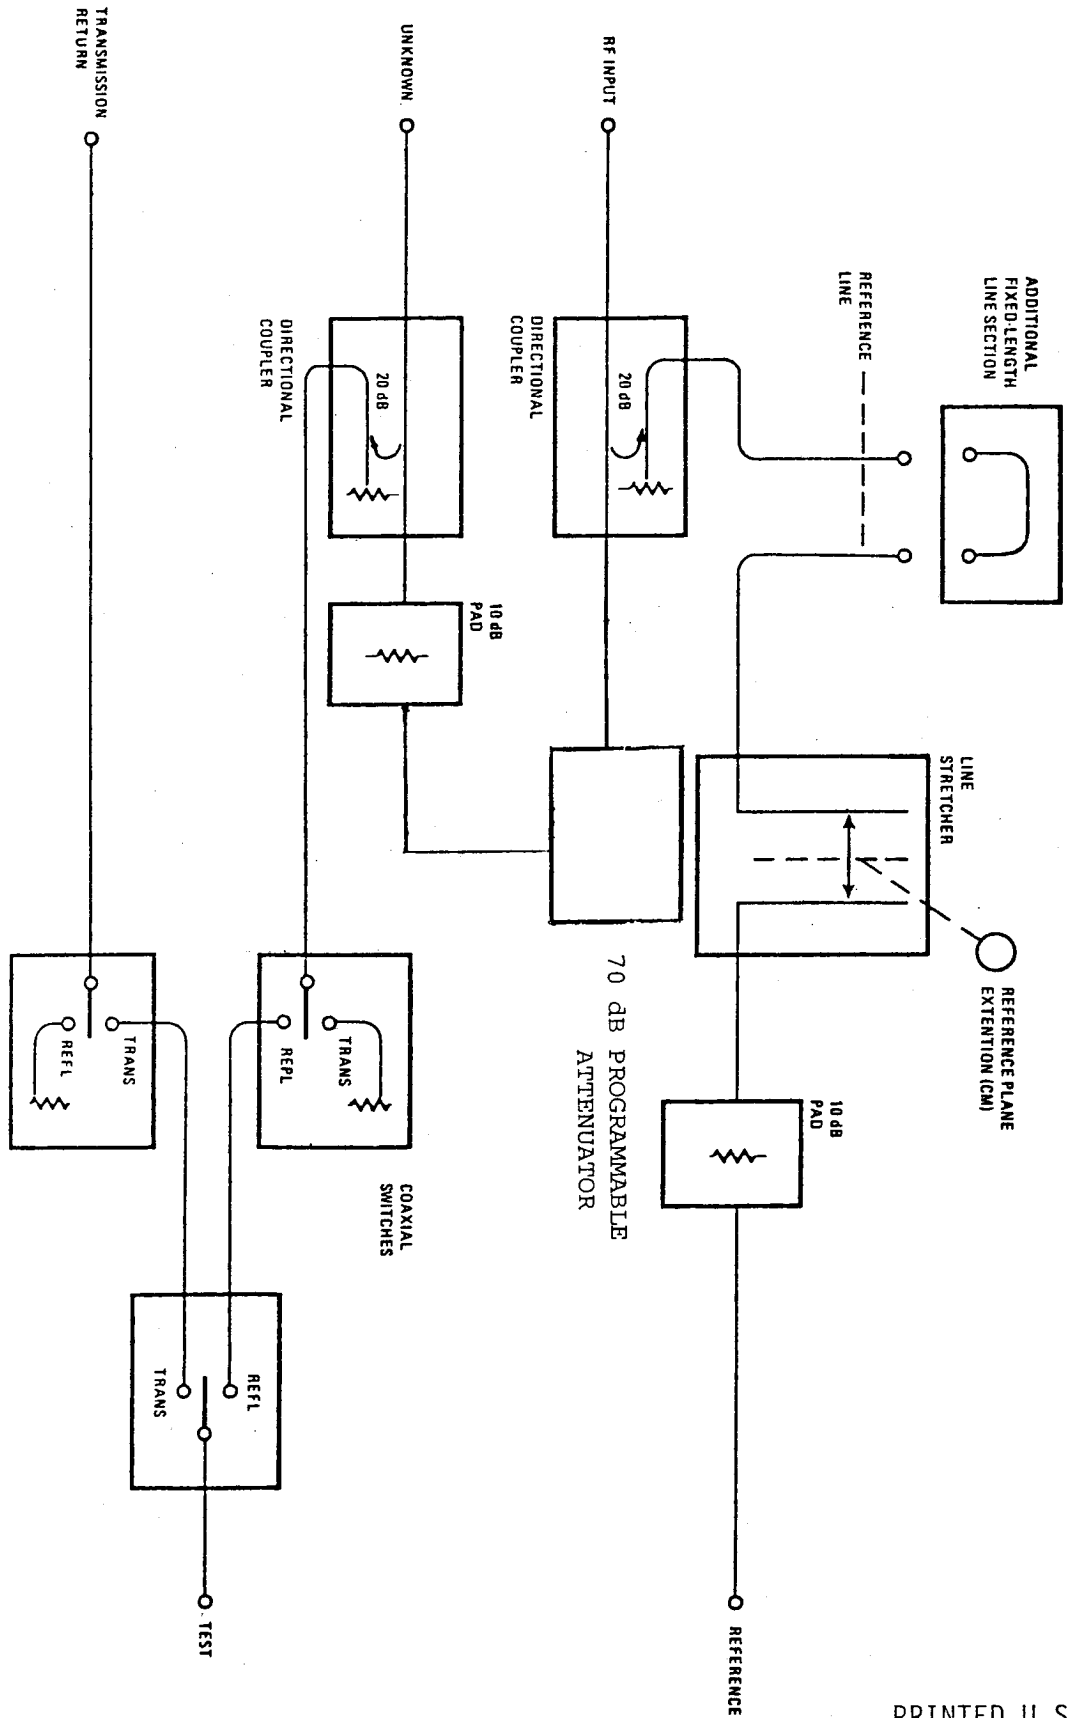 ADDITIONAL
FIXED-LENGTH
LINE SECTION
REFERENCE
LINE
LINE
STRETCHER
REFERENCE PLANE
EXTENTION (CM)
10 dB
PAD
REFERENCE
RF INPUT
20 dB
DIRECTIONAL
COUPLER
70 dB PROGRAMMABLE
ATTENUATOR
UNKNOWN
20 dB
DIRECTIONAL
COUPLER
10 dB
PAD
TRANS
REPL
COAXIAL
SWITCHES
TRANSMISSION
RETURN
TRANS
REFL
REFL
TRANS
TEST
PRINTED U S